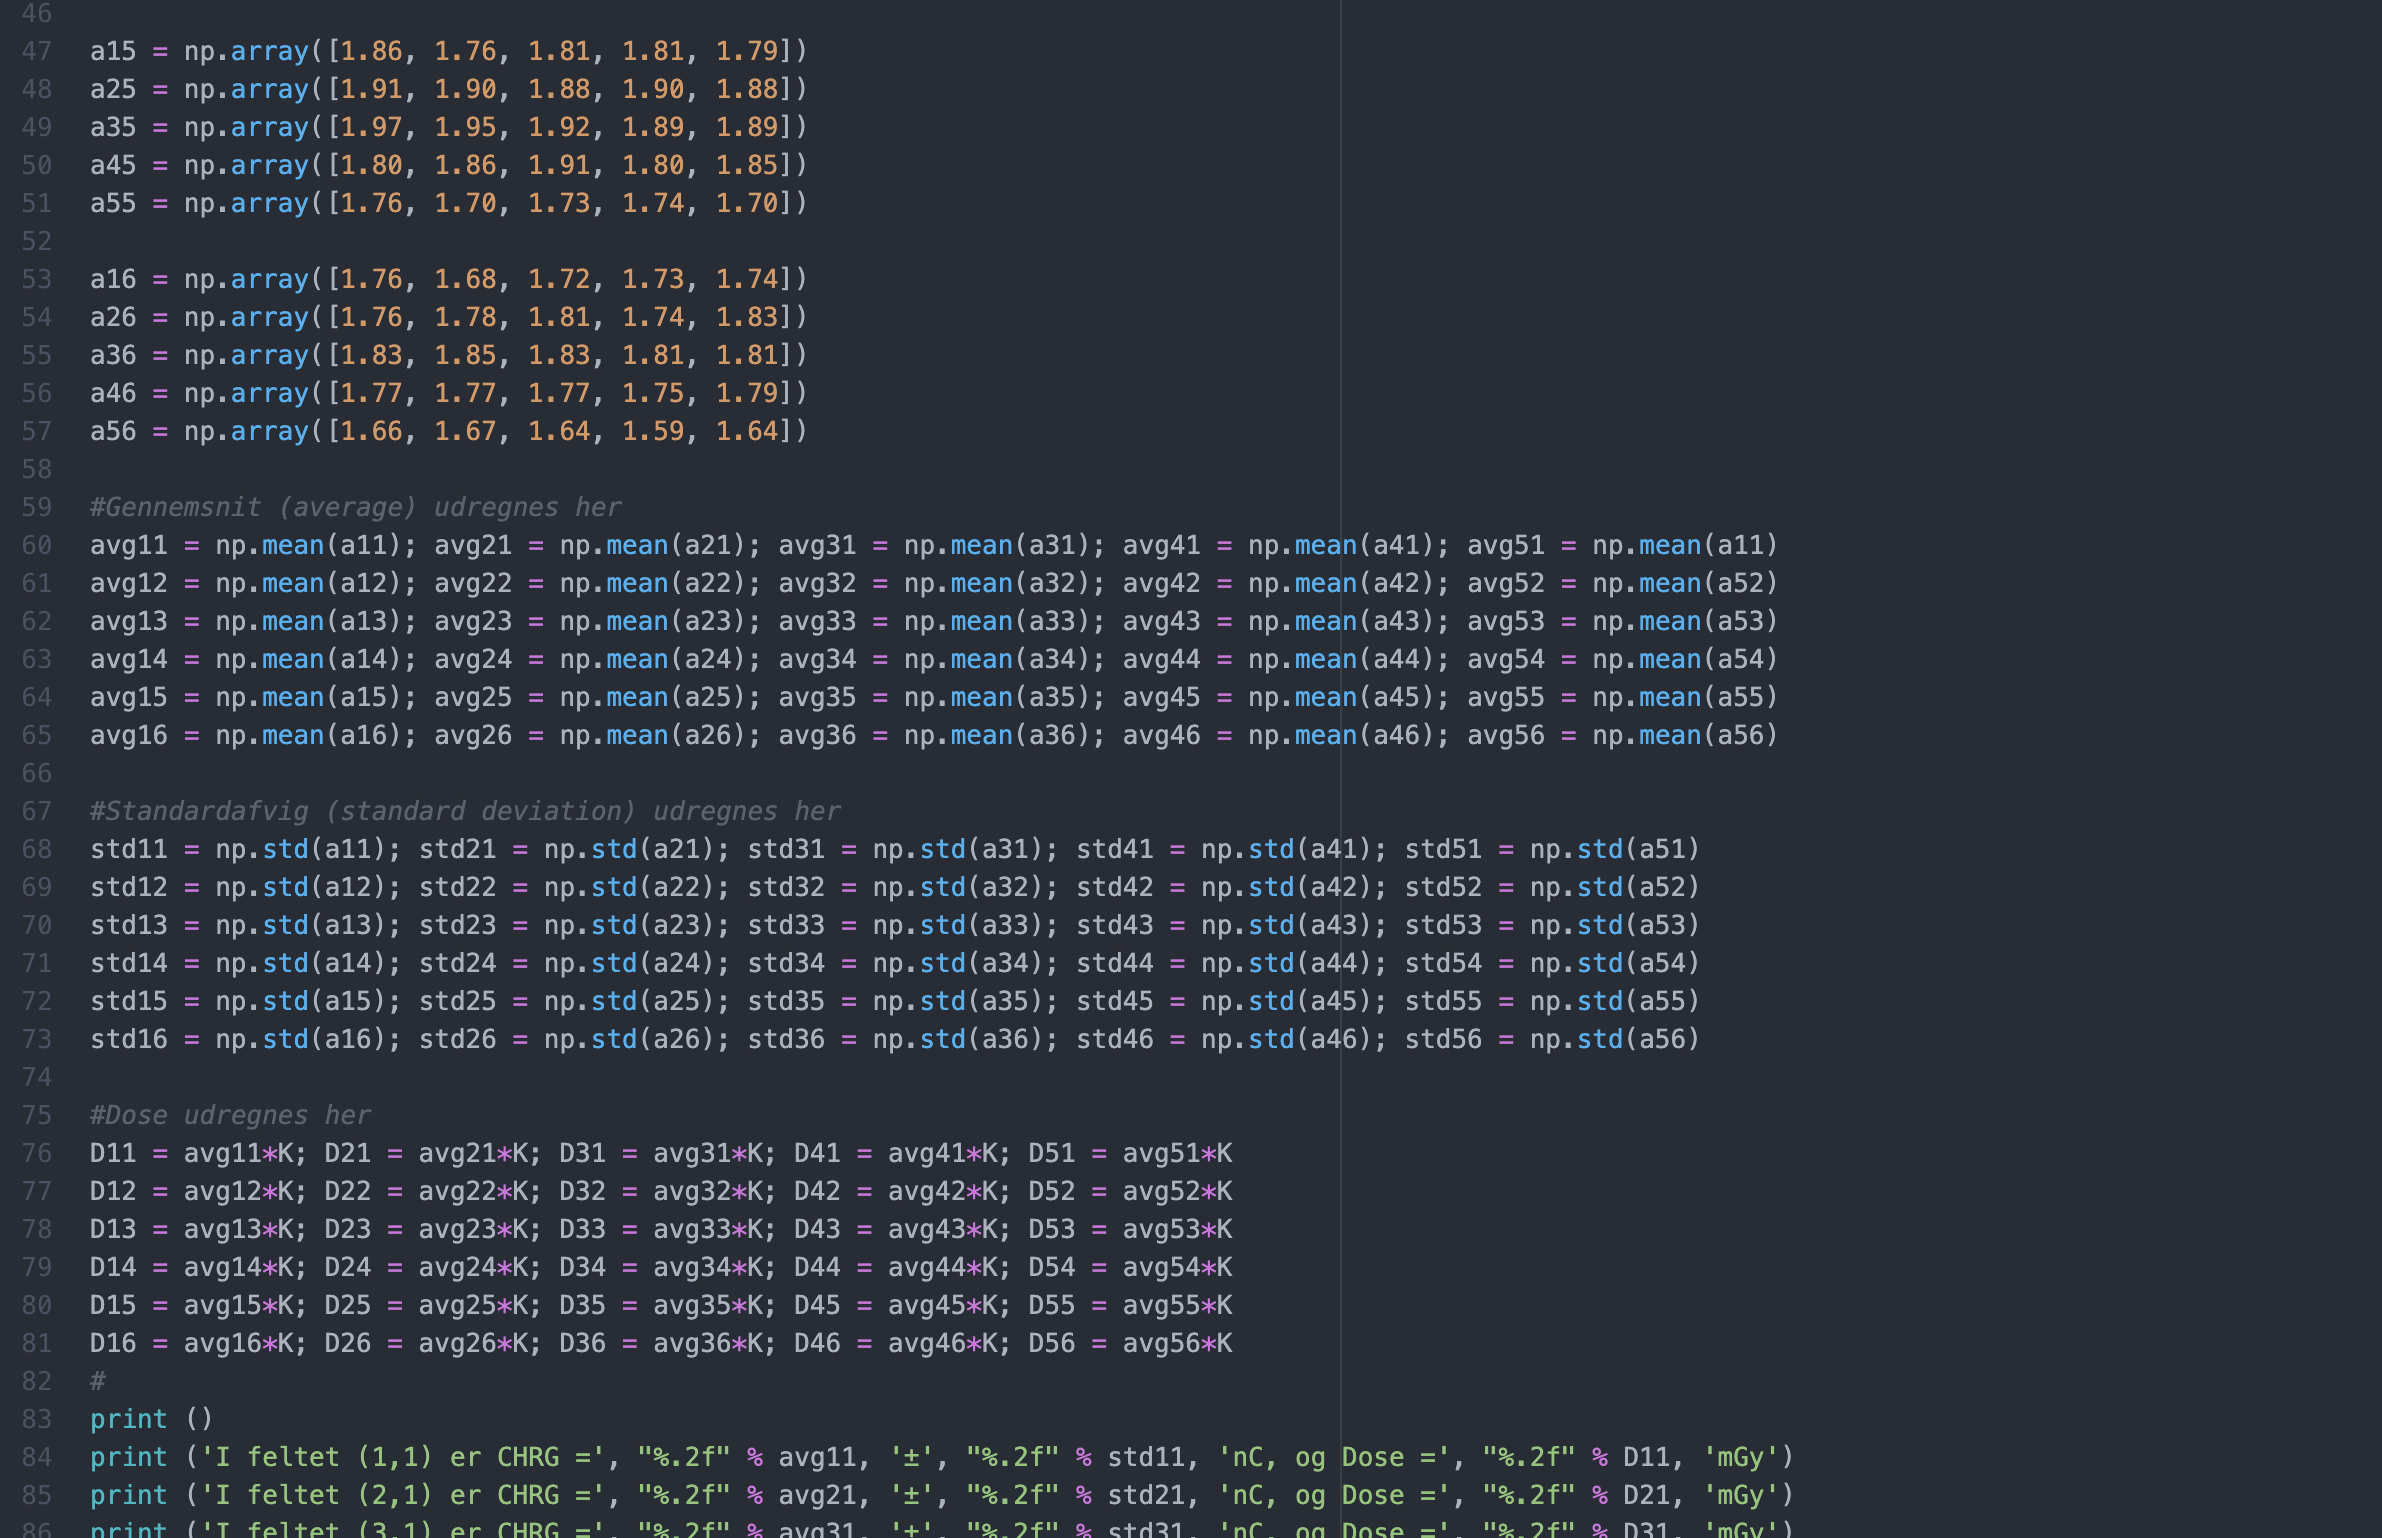 46
47 a15 = np.array([1.86, 1.76, 1.81, 1.81, 1.79])
48 a25 = np.array([1.91, 1.90, 1.88, 1.90, 1.88])
49 a35 = np.array([1.97, 1.95, 1.92, 1.89, 1.89])
50 a45 = np.array([1.80, 1.86, 1.91, 1.80, 1.85])
51 a55 = np.array([1.76, 1.70, 1.73, 1.74, 1.70])
52
53 a16 = np.array([1.76, 1.68, 1.72, 1.73, 1.74])
54 a26 = np.array([1.76, 1.78, 1.81, 1.74, 1.83])
55 a36 = np.array([1.83, 1.85, 1.83, 1.81, 1.81])
56 a46 = np.array([1.77, 1.77, 1.77, 1.75, 1.79])
57 a56 = np.array([1.66, 1.67, 1.64, 1.59, 1.64])
58
59 #Gennemsnit (average) udregnes her
60 avg11 = np.mean(a11); avg21 = np.mean(a21); avg31 = np.mean(a31); avg41 = np.mean(a41); avg51 = np.mean(a11)
61 avg12 = np.mean(a12); avg22 = np.mean(a22); avg32 = np.mean(a32); avg42 = np.mean(a42); avg52 = np.mean(a52)
62 avg13 = np.mean(a13); avg23 = np.mean(a23); avg33 = np.mean(a33); avg43 = np.mean(a43); avg53 = np.mean(a53)
63 avg14 = np.mean(a14); avg24 = np.mean(a24); avg34 = np.mean(a34); avg44 = np.mean(a44); avg54 = np.mean(a54)
64 avg15 = np.mean(a15); avg25 = np.mean(a25); avg35 = np.mean(a35); avg45 = np.mean(a45); avg55 = np.mean(a55)
65 avg16 = np.mean(a16); avg26 = np.mean(a26); avg36 = np.mean(a36); avg46 = np.mean(a46); avg56 = np.mean(a56)
66
67 #Standardafvig (standard deviation) udregnes her
68 std11 = np.std(a11); std21 = np.std(a21); std31 = np.std(a31); std41 = np.std(a41); std51 = np.std(a51)
69 std12 = np.std(a12); std22 = np.std(a22); std32 = np.std(a32); std42 = np.std(a42); std52 = np.std(a52)
70 std13 = np.std(a13); std23 = np.std(a23); std33 = np.std(a33); std43 = np.std(a43); std53 = np.std(a53)
71 std14 = np.std(a14); std24 = np.std(a24); std34 = np.std(a34); std44 = np.std(a44); std54 = np.std(a54)
72 std15 = np.std(a15); std25 = np.std(a25); std35 = np.std(a35); std45 = np.std(a45); std55 = np.std(a55)
73 std16 = np.std(a16); std26 = np.std(a26); std36 = np.std(a36); std46 = np.std(a46); std56 = np.std(a56)
74
75 #Dose udregnes her
76 D11 = avg11*K; D21 = avg21*K; D31 = avg31*K; D41 = avg41*K; D51 = avg51*K
77 D12 = avg12*K; D22 = avg22*K; D32 = avg32*K; D42 = avg42*K; D52 = avg52*K
78 D13 = avg13*K; D23 = avg23*K; D33 = avg33*K; D43 = avg43*K; D53 = avg53*K
79 D14 = avg14*K; D24 = avg24*K; D34 = avg34*K; D44 = avg44*K; D54 = avg54*K
80 D15 = avg15*K; D25 = avg25*K; D35 = avg35*K; D45 = avg45*K; D55 = avg55*K
81 D16 = avg16*K; D26 = avg26*K; D36 = avg36*K; D46 = avg46*K; D56 = avg56*K
82 #
83 print ()
84 print ('I feltet (1,1) er CHRG =', "%.2f" % avg11, '±', "%.2f" % std11, 'nC, og Dose =', "%.2f" % D11, 'mGy')
85 print ('I feltet (2,1) er CHRG =', "%.2f" % avg21, '±', "%.2f" % std21, 'nC, og Dose =', "%.2f" % D21, 'mGy')
86 print ('I feltet (3,1) er CHRG =', "%.2f" % avg31, '±', "%.2f" % std31, 'nC, og Dose =', "%.2f" % D31, 'mGy')